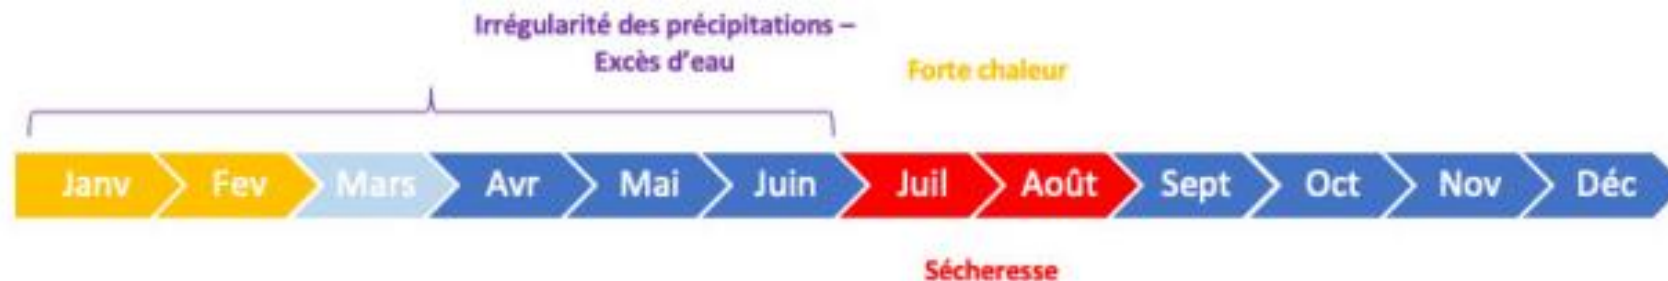 Irrégularité des précipitations –
Excès d'eau
Forte chaleur
Janv Fev Mars Avr Mai Juin Juil Août Sept Oct Nov Déc
Sécheresse